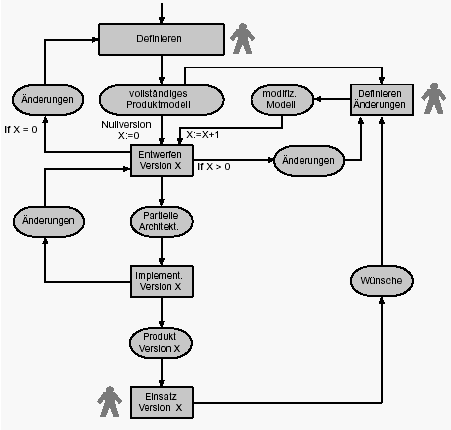 Definieren
Änderungen
vollständiges
Produktmodell
modifiz.
Modell
Definieren
Änderungen
If X = 0
Nullversion
X:=0
X:=X+1
Entwerfen
Version X
If X > 0
Änderungen
Änderungen
Partielle
Architekt.
Implement.
Version X
Wünsche
Produkt
Version X
Einsatz
Version X